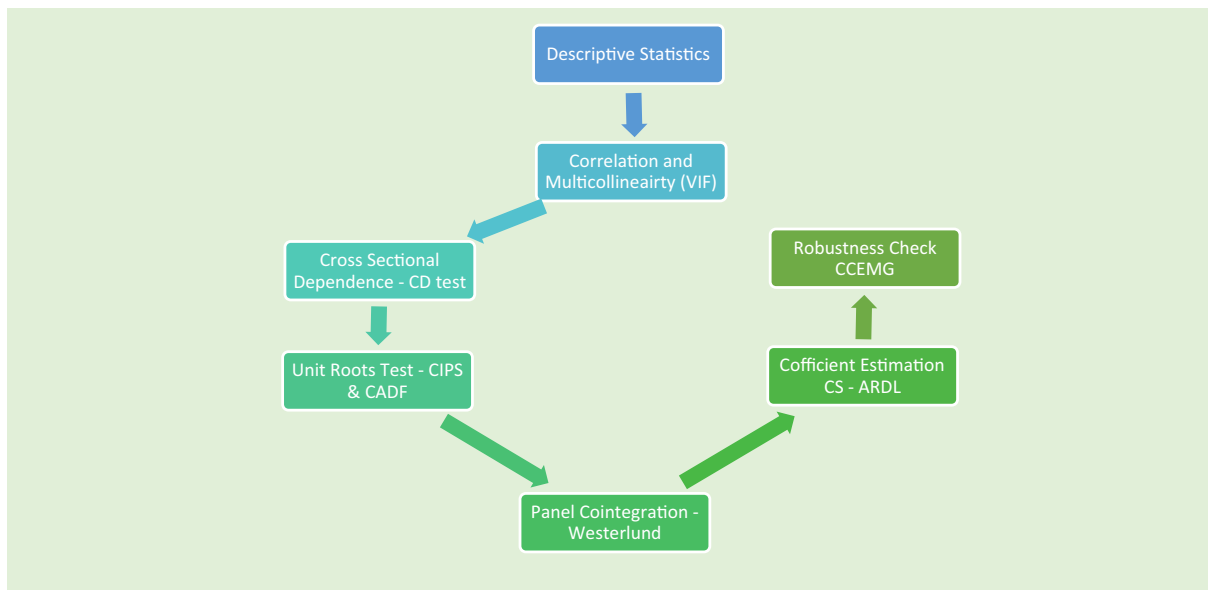 Descriptive Statistics
Correlation and
Multicollineairty (VIF)
Cross Sectional
Dependence - CD test
Unit Roots Test - CIPS
& CADF
Panel Cointegration -
Westerlund
Cofficient Estimation
CS - ARDL
Robustness Check
CCEMG